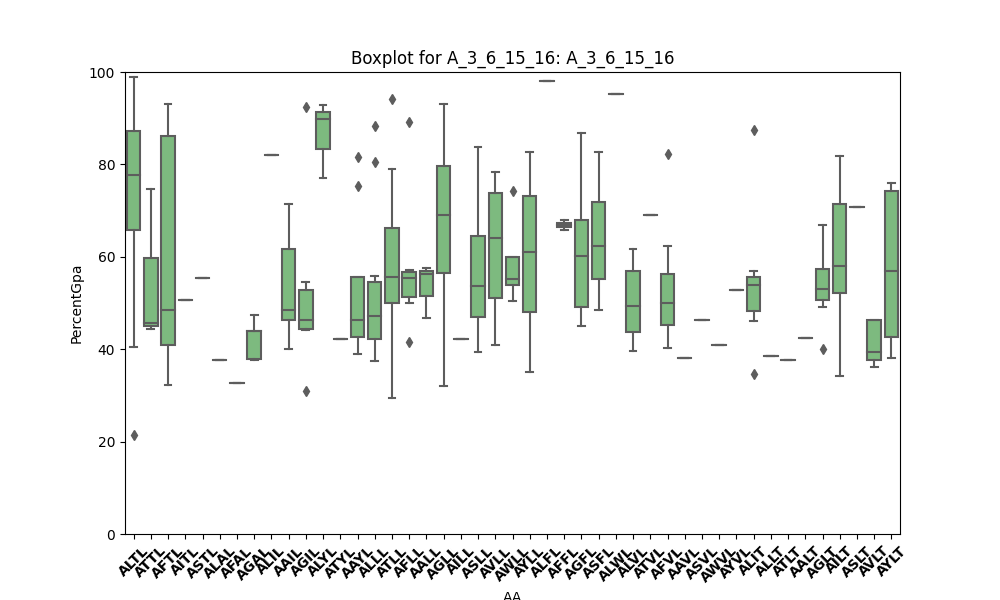 Boxplot for A_3_6_15_16: A_3_6_15_16
PercentGpa
100
80
60
40
20
0
ALTL ATTL AFTL AITL ASTL ALAL AFAL AGAL ALIL AAIL AGIL ALYL ATYL AAYL ALLL ATLL AFLL AALL AGLL AILL ASLL AVLL AWLL AYLL ALFL AFFL AGFL ASFL ALWL ALVL ATVL AFVL AAVL ASVL AWVL AYVL ALIT ALLT ATLT AALT AGLT AILT ASLT AVLT AYLT
AA